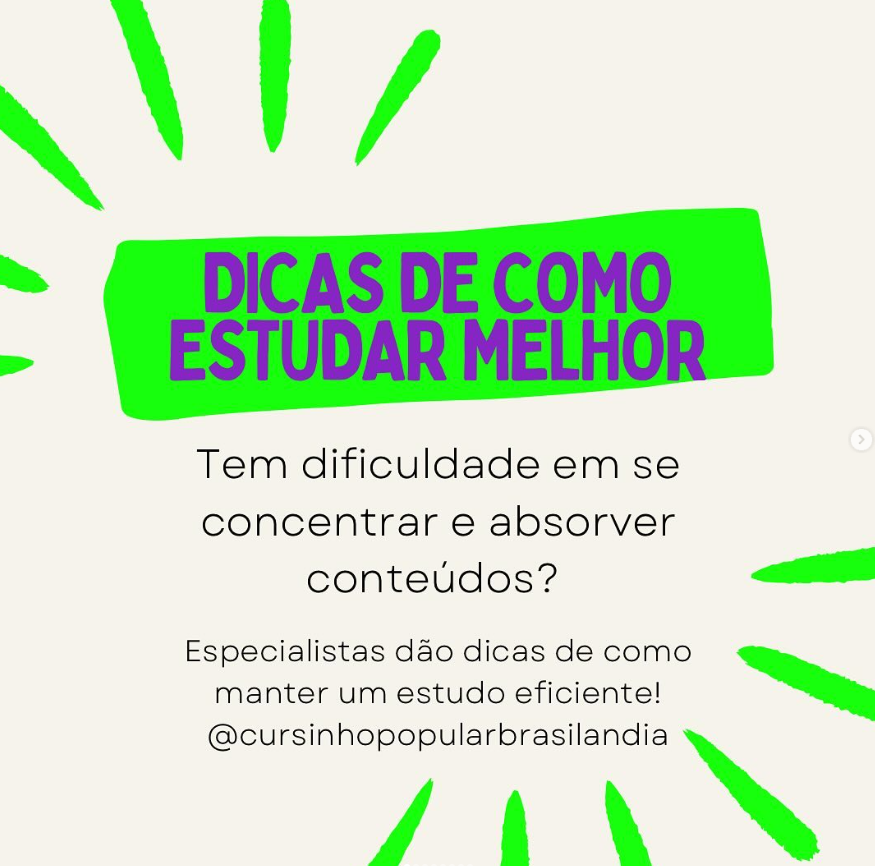 DICAS DE COMO
ESTUDAR MELHOR
Tem dificuldade em se
concentrar e absorver
conteúdos?
Especialistas dão dicas de como
manter um estudo eficiente!
@cursinhopopularbrasilandia